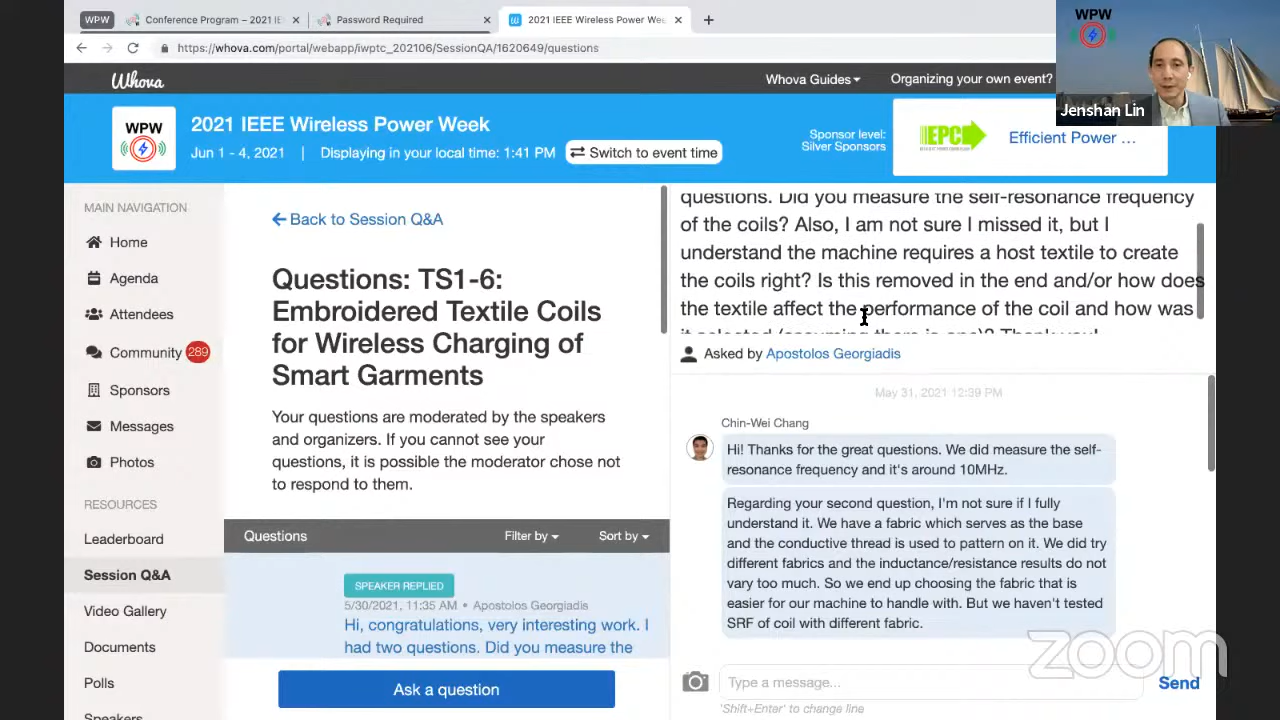 WPW
Conference Program – 2021 IE
Password Required
2021 IEEE Wireless Power Wee
https://whova.com/portal/webapp/iwptc_202106/SessionQA/1620649/questions
WPW
Jenshan Lin
Whova
Whova Guides
Organizing your own event?
WPW
2021 IEEE Wireless Power Week
Jun 1 - 4, 2021 | Displaying in your local time: 1:41 PM
Switch to event time
Sponsor level:
Silver Sponsors
EPC
Efficient Power …
MAIN NAVIGATION
Home
Agenda
Attendees
Community 289
Sponsors
Messages
Photos
RESOURCES
Leaderboard
Session Q&A
Video Gallery
Documents
Polls
Speakers
Back to Session Q&A
Questions: TS1-6:
Embroidered Textile Coils
for Wireless Charging of
Smart Garments
Your questions are moderated by the speakers
and organizers. If you cannot see your
questions, it is possible the moderator chose not
to respond to them.
Questions
Filter by
Sort by
SPEAKER REPLIED
5/30/2021, 11:35 AM • Apostolos Georgiadis
Hi, congratulations, very interesting work. I
had two questions. Did you measure the
Ask a question
questions. Did you measure the self-resonance frequency
of the coils? Also, I am not sure I missed it, but I
understand the machine requires a host textile to create
the coils right? Is this removed in the end and/or how does
the textile affect the performance of the coil and how was
it selected (assuming there is one)? Thank you!
Asked by Apostolos Georgiadis
May 31, 2021 12:39 PM
Chin-Wei Chang
Hi! Thanks for the great questions. We did measure the self-
resonance frequency and it's around 10MHz.
Regarding your second question, I'm not sure if I fully
understand it. We have a fabric which serves as the base
and the conductive thread is used to pattern on it. We did try
different fabrics and the inductance/resistance results do not
vary too much. So we end up choosing the fabric that is
easier for our machine to handle with. But we haven't tested
SRF of coil with different fabric.
Type a message...
Send
'Shift+Enter' to change line
zoom